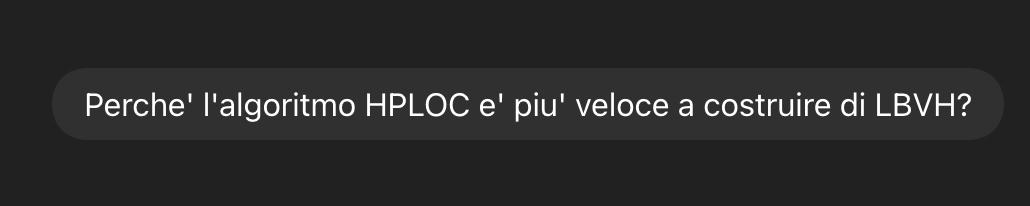 Perche' l'algoritmo HPLOC e' piu' veloce a costruire di LBVH?